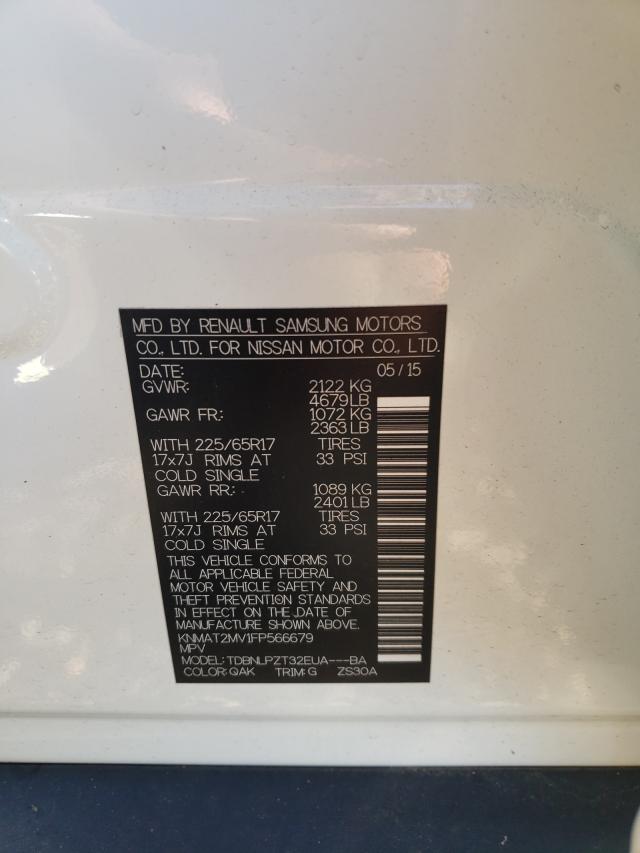 MFD BY RENAULT SAMSUNG MOTORS
CO., LTD. FOR NISSAN MOTOR CO., LTD.
DATE: 05 / 15
GVWR: 2122 KG
4679 LB
GAWR FR: 1072 KG
2363 LB
WITH 225/65R17 TIRES
17x7J RIMS AT 33 PSI
COLD SINGLE
GAWR RR: 1089 KG
2401 LB
WITH 225/65R17 TIRES
17x7J RIMS AT 33 PSI
COLD SINGLE
THIS VEHICLE CONFORMS TO
ALL APPLICABLE FEDERAL
MOTOR VEHICLE SAFETY AND
THEFT PREVENTION STANDARDS
IN EFFECT ON THE DATE OF
MANUFACTURE SHOWN ABOVE.
KNMAT2MV1FP566679
MPV
MODEL: TDBNLPZT32EUA---BA
COLOR: QAK TRIM: G ZS30A